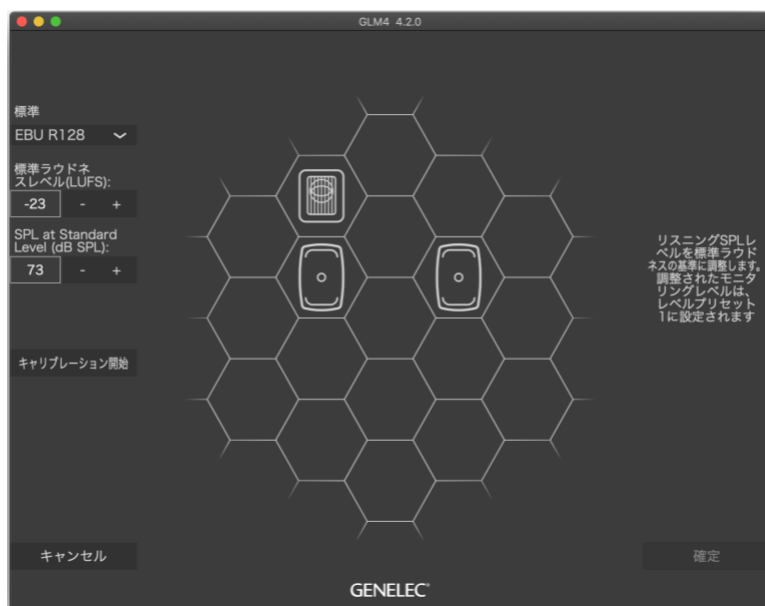 GLM4 4.2.0
標準
EBU R128
標準ラウドネ
スレベル(LUFS):
-23 - +
SPL at Standard
Level (dB SPL):
73 - +
キャリブレーション開始
リスニングSPLレ
ベルを標準ラウド
ネスの基準に調整します。
調整されたモニタ
リングレベルは、
レベルプリセット
1に設定されます
キャンセル
確定
GENELEC®